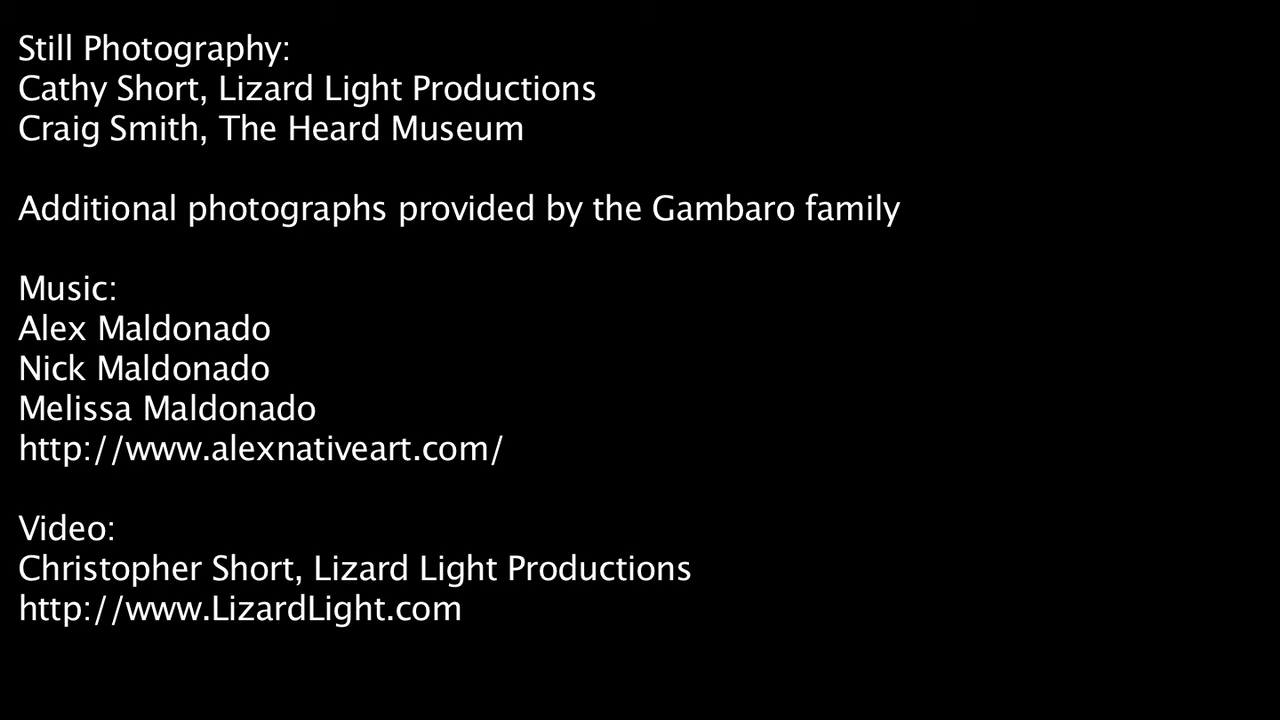 Still Photography:
Cathy Short, Lizard Light Productions
Craig Smith, The Heard Museum
Additional photographs provided by the Gambaro family
Music:
Alex Maldonado
Nick Maldonado
Melissa Maldonado
http://www.alexnativeart.com/
Video:
Christopher Short, Lizard Light Productions
http://www.LizardLight.com